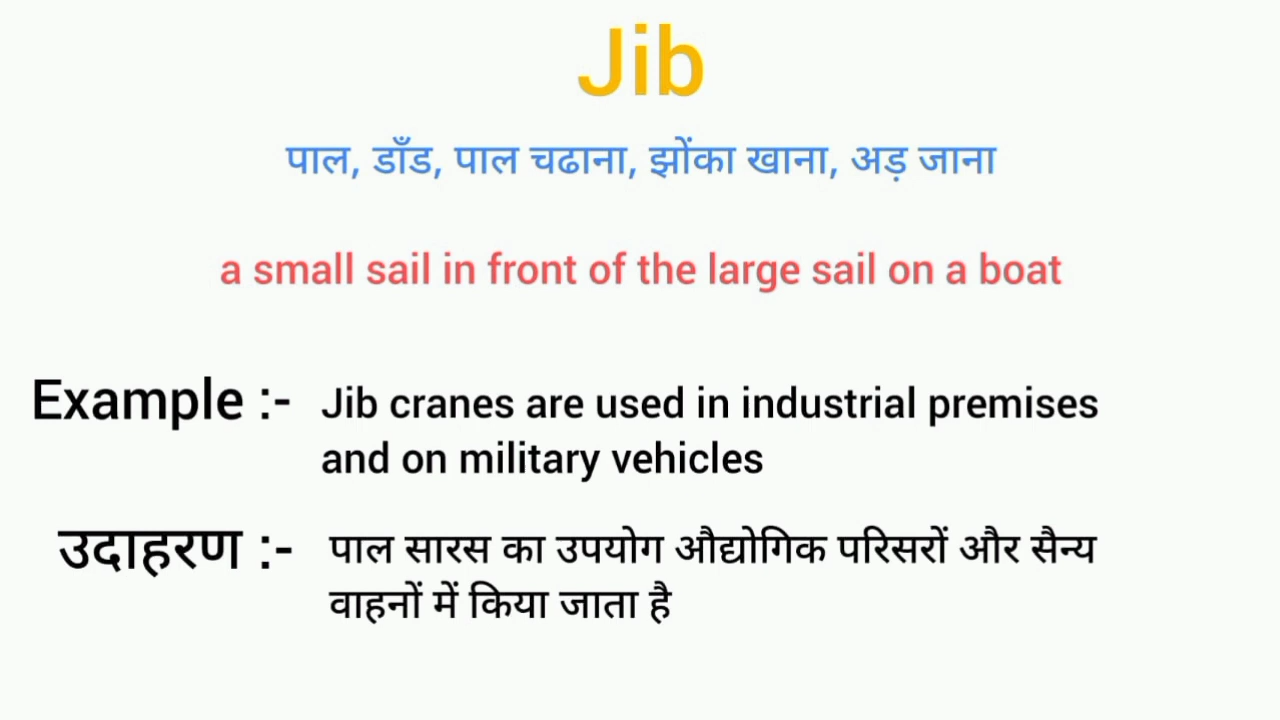 Jib
पाल, डाँड, पाल चढाना, झोंका खाना, अड़ जाना
a small sail in front of the large sail on a boat
Example :- Jib cranes are used in industrial premises
and on military vehicles
उदाहरण :- पाल सारस का उपयोग औद्योगिक परिसरों और सैन्य
वाहनों में किया जाता है